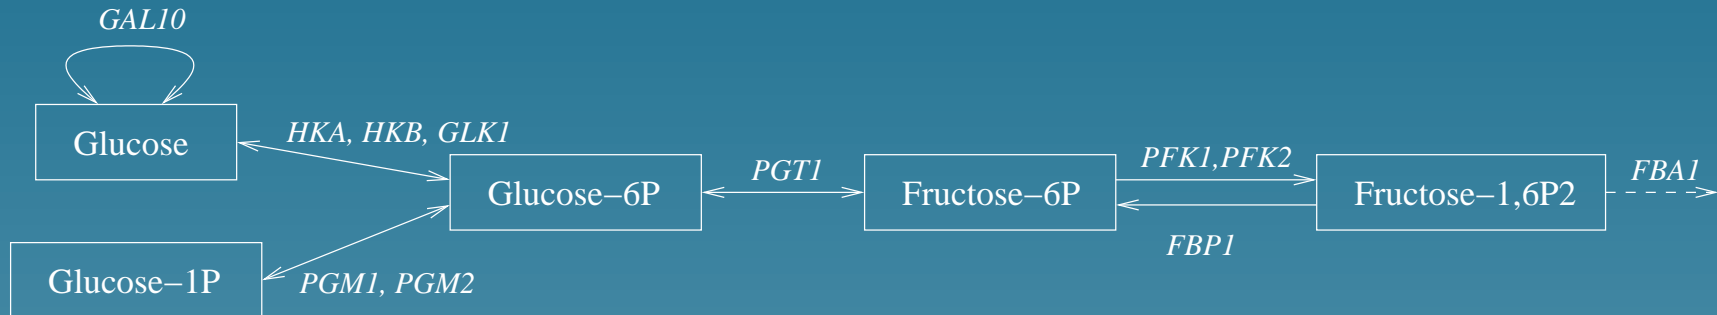 GAL10
Glucose
HKA, HKB, GLK1
Glucose−6P
PGT1
Fructose−6P
PFK1,PFK2
FBP1
Fructose−1,6P2
FBA1
Glucose−1P
PGM1, PGM2